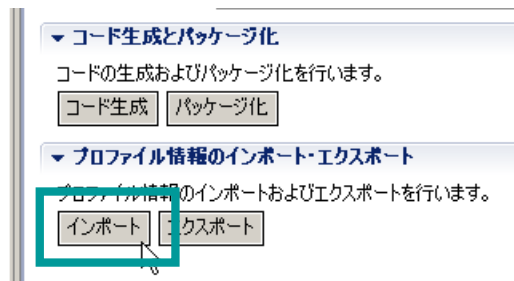 コード生成とパッケージ化
コードの生成およびパッケージ化を行います。
コード生成 パッケージ化
プロファイル情報のインポート・エクスポート
プロファイル情報のインポートおよびエクスポートを行います。
インポート エクスポート